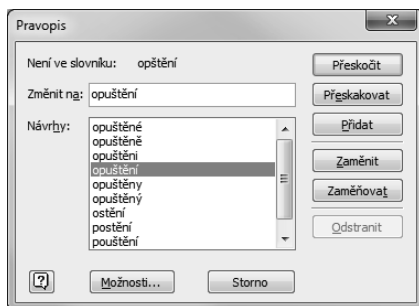 Pravopis
Není ve slovníku: opštění
Přeskočit
Změnit na: opuštění
Přeskakovat
Návrhy:
opuštěné
opuštěně
opuštěni
opuštění
opuštěny
opuštěný
ostění
postění
pouštění
Přidat
Zaměnit
Zaměňovat
Odstranit
Možnosti...
Storno